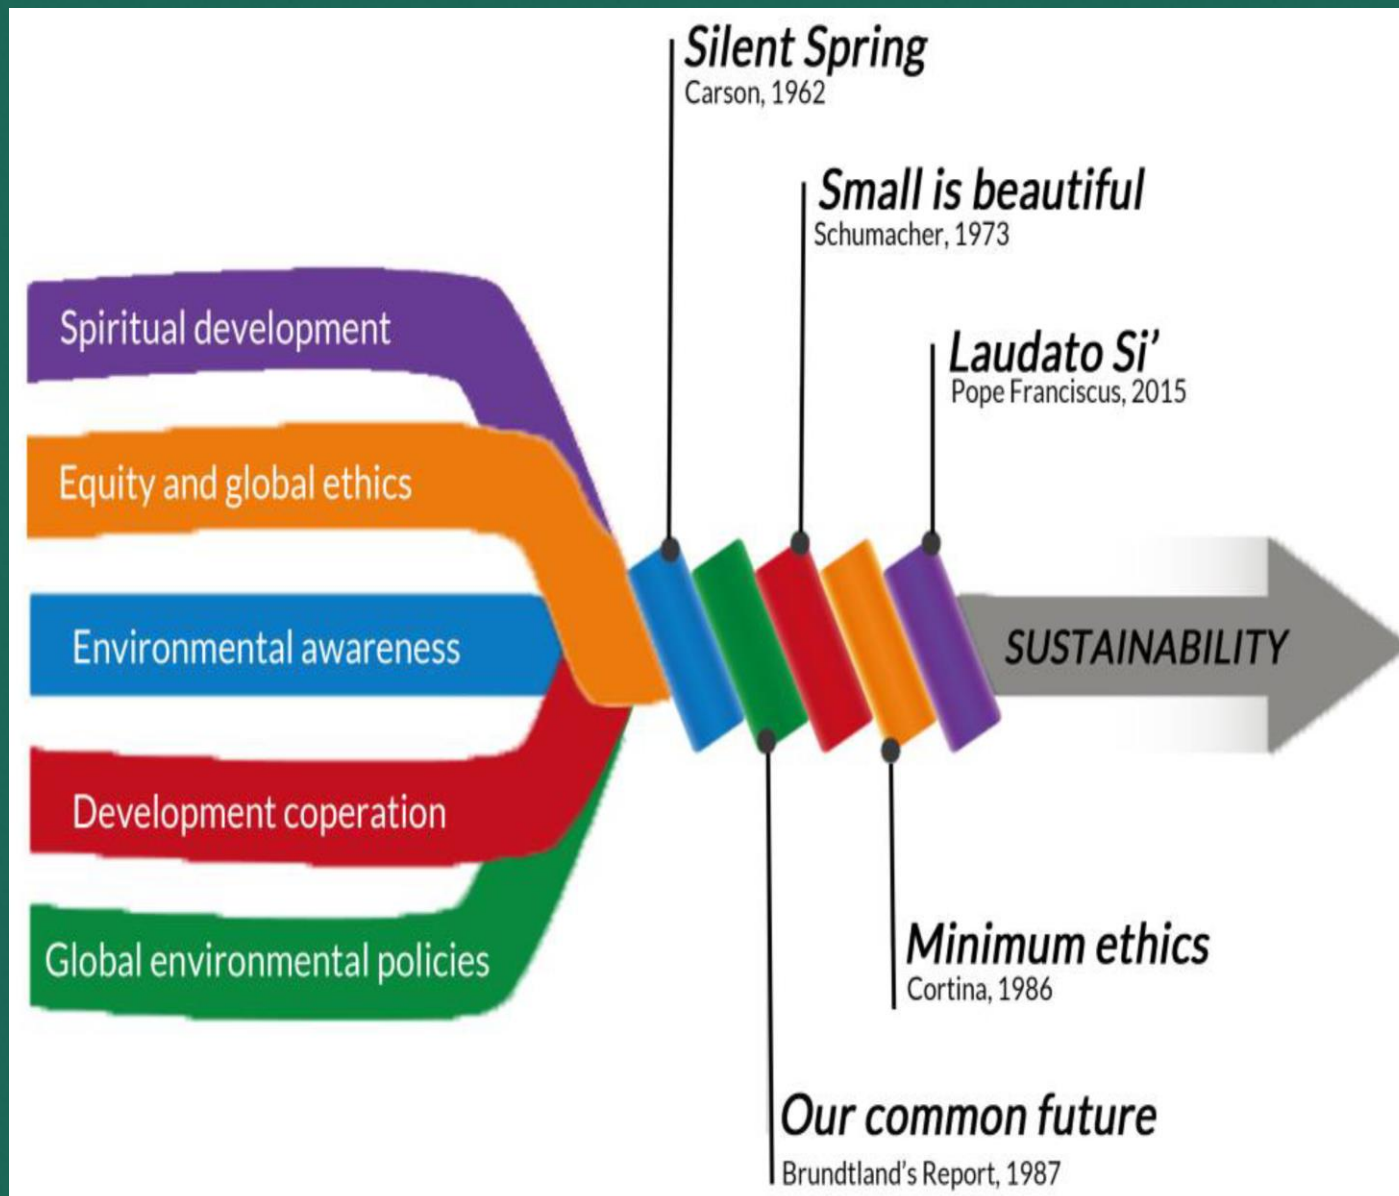 Silent Spring
Carson, 1962
Small is beautiful
Schumacher, 1973
Laudato Si’
Pope Franciscus, 2015
Spiritual development
Equity and global ethics
Environmental awareness
Development coperation
Global environmental policies
SUSTAINABILITY
Minimum ethics
Cortina, 1986
Our common future
Brundtland’s Report, 1987